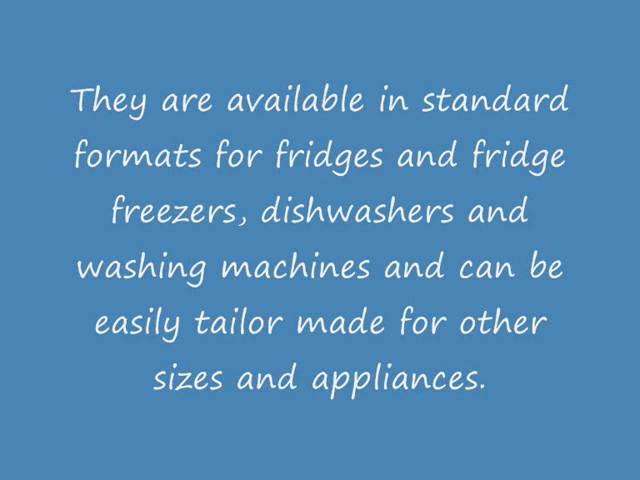 They are available in standard
formats for fridges and fridge
freezers, dishwashers and
washing machines and can be
easily tailor made for other
sizes and appliances.